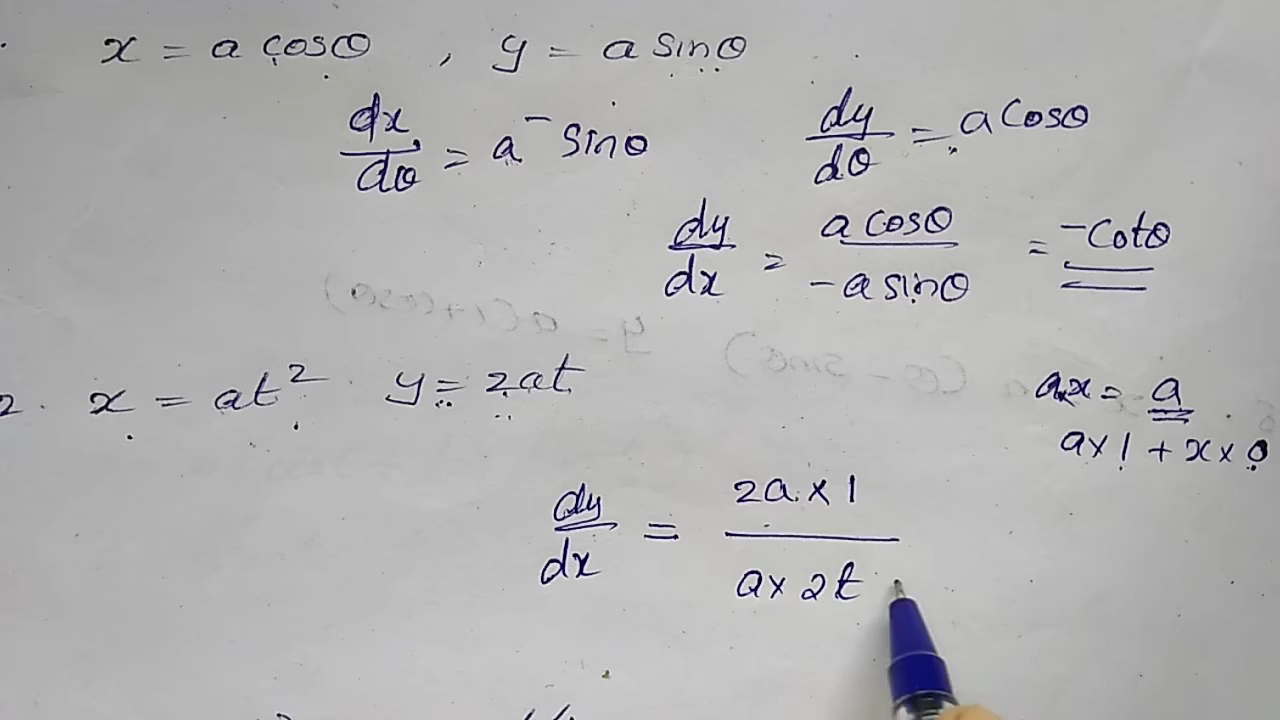 x = a cosθ , y = a sinθ
dx/dθ = a - sinθ dy/dθ = a cosθ
dy/dx = a cosθ / -a sinθ = -cotθ
2. x = at² y = 2at
ax = a
a×1 + x×0
dy/dx = 2a×1 / a×2t